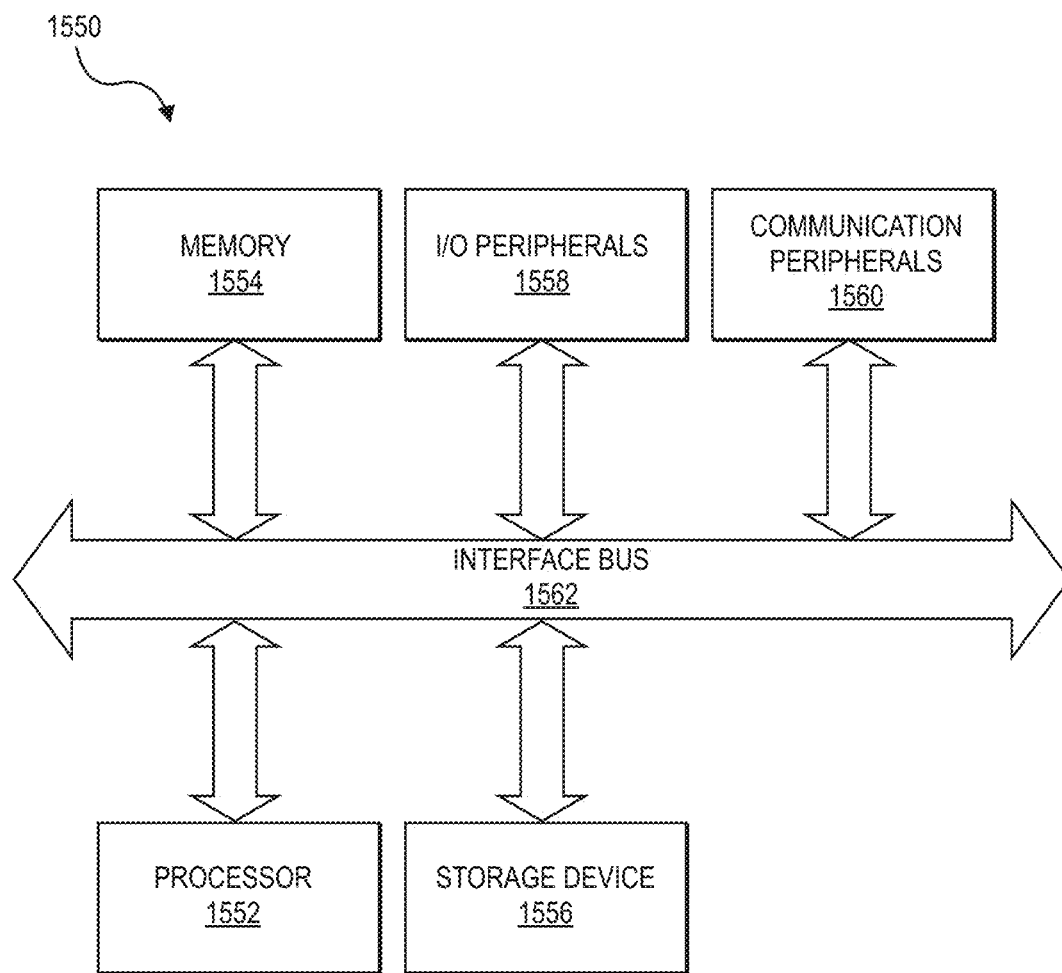 1550
MEMORY
1554
I/O PERIPHERALS
1558
COMMUNICATION
PERIPHERALS
1560
INTERFACE BUS
1562
PROCESSOR
1552
STORAGE DEVICE
1556